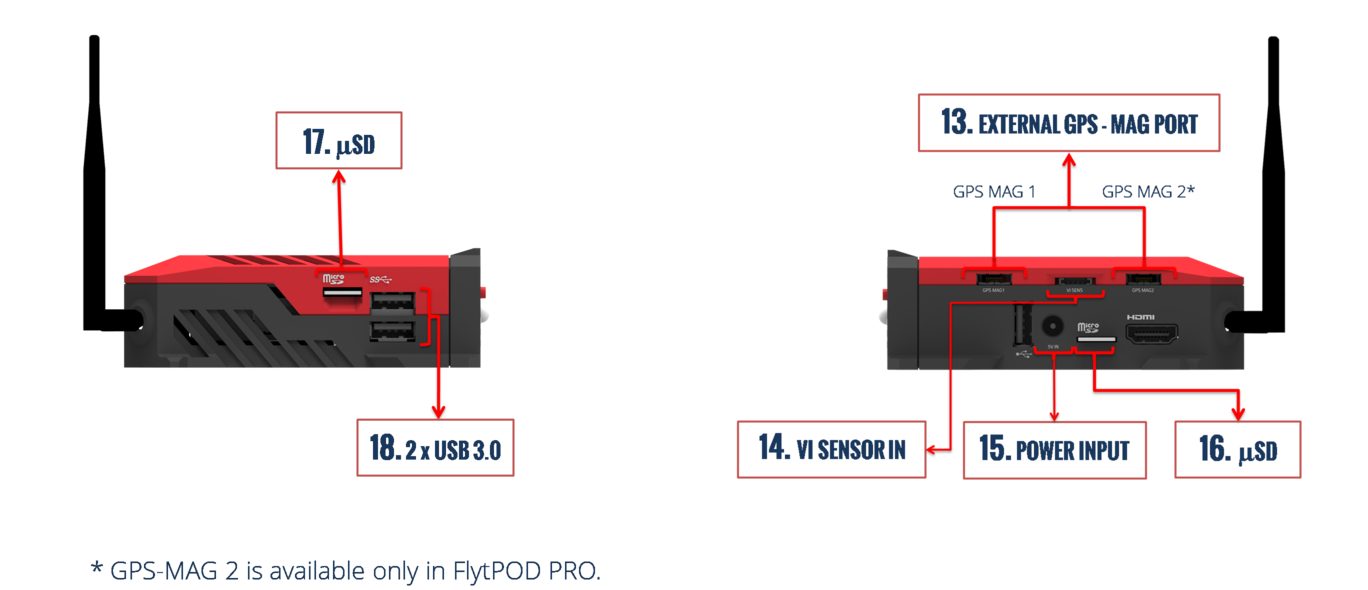 17. μSD
Micro
SD
SS
18. 2 x USB 3.0
13. EXTERNAL GPS - MAG PORT
GPS MAG 1
GPS MAG 2*
GPS MAG1
VI SENS
GPS MAG2
5V IN
Micro
SD
HDMI
14. VI SENSOR IN
15. POWER INPUT
16. μSD
* GPS-MAG 2 is available only in FlytPOD PRO.